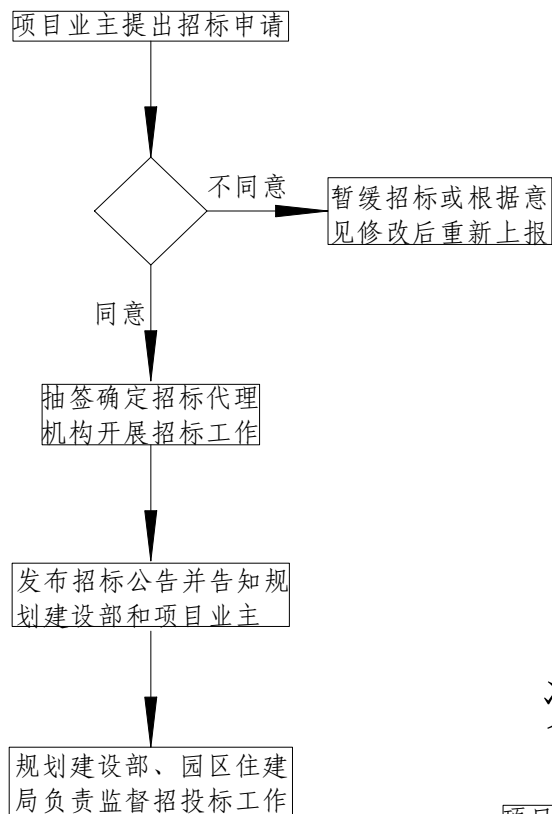 项目业主提出招标申请
不同意
暂缓招标或根据意
见修改后重新上报
同意
抽签确定招标代理
机构开展招标工作
发布招标公告并告知规
划建设部和项目业主
规划建设部、园区住建
局负责监督招投标工作
项目